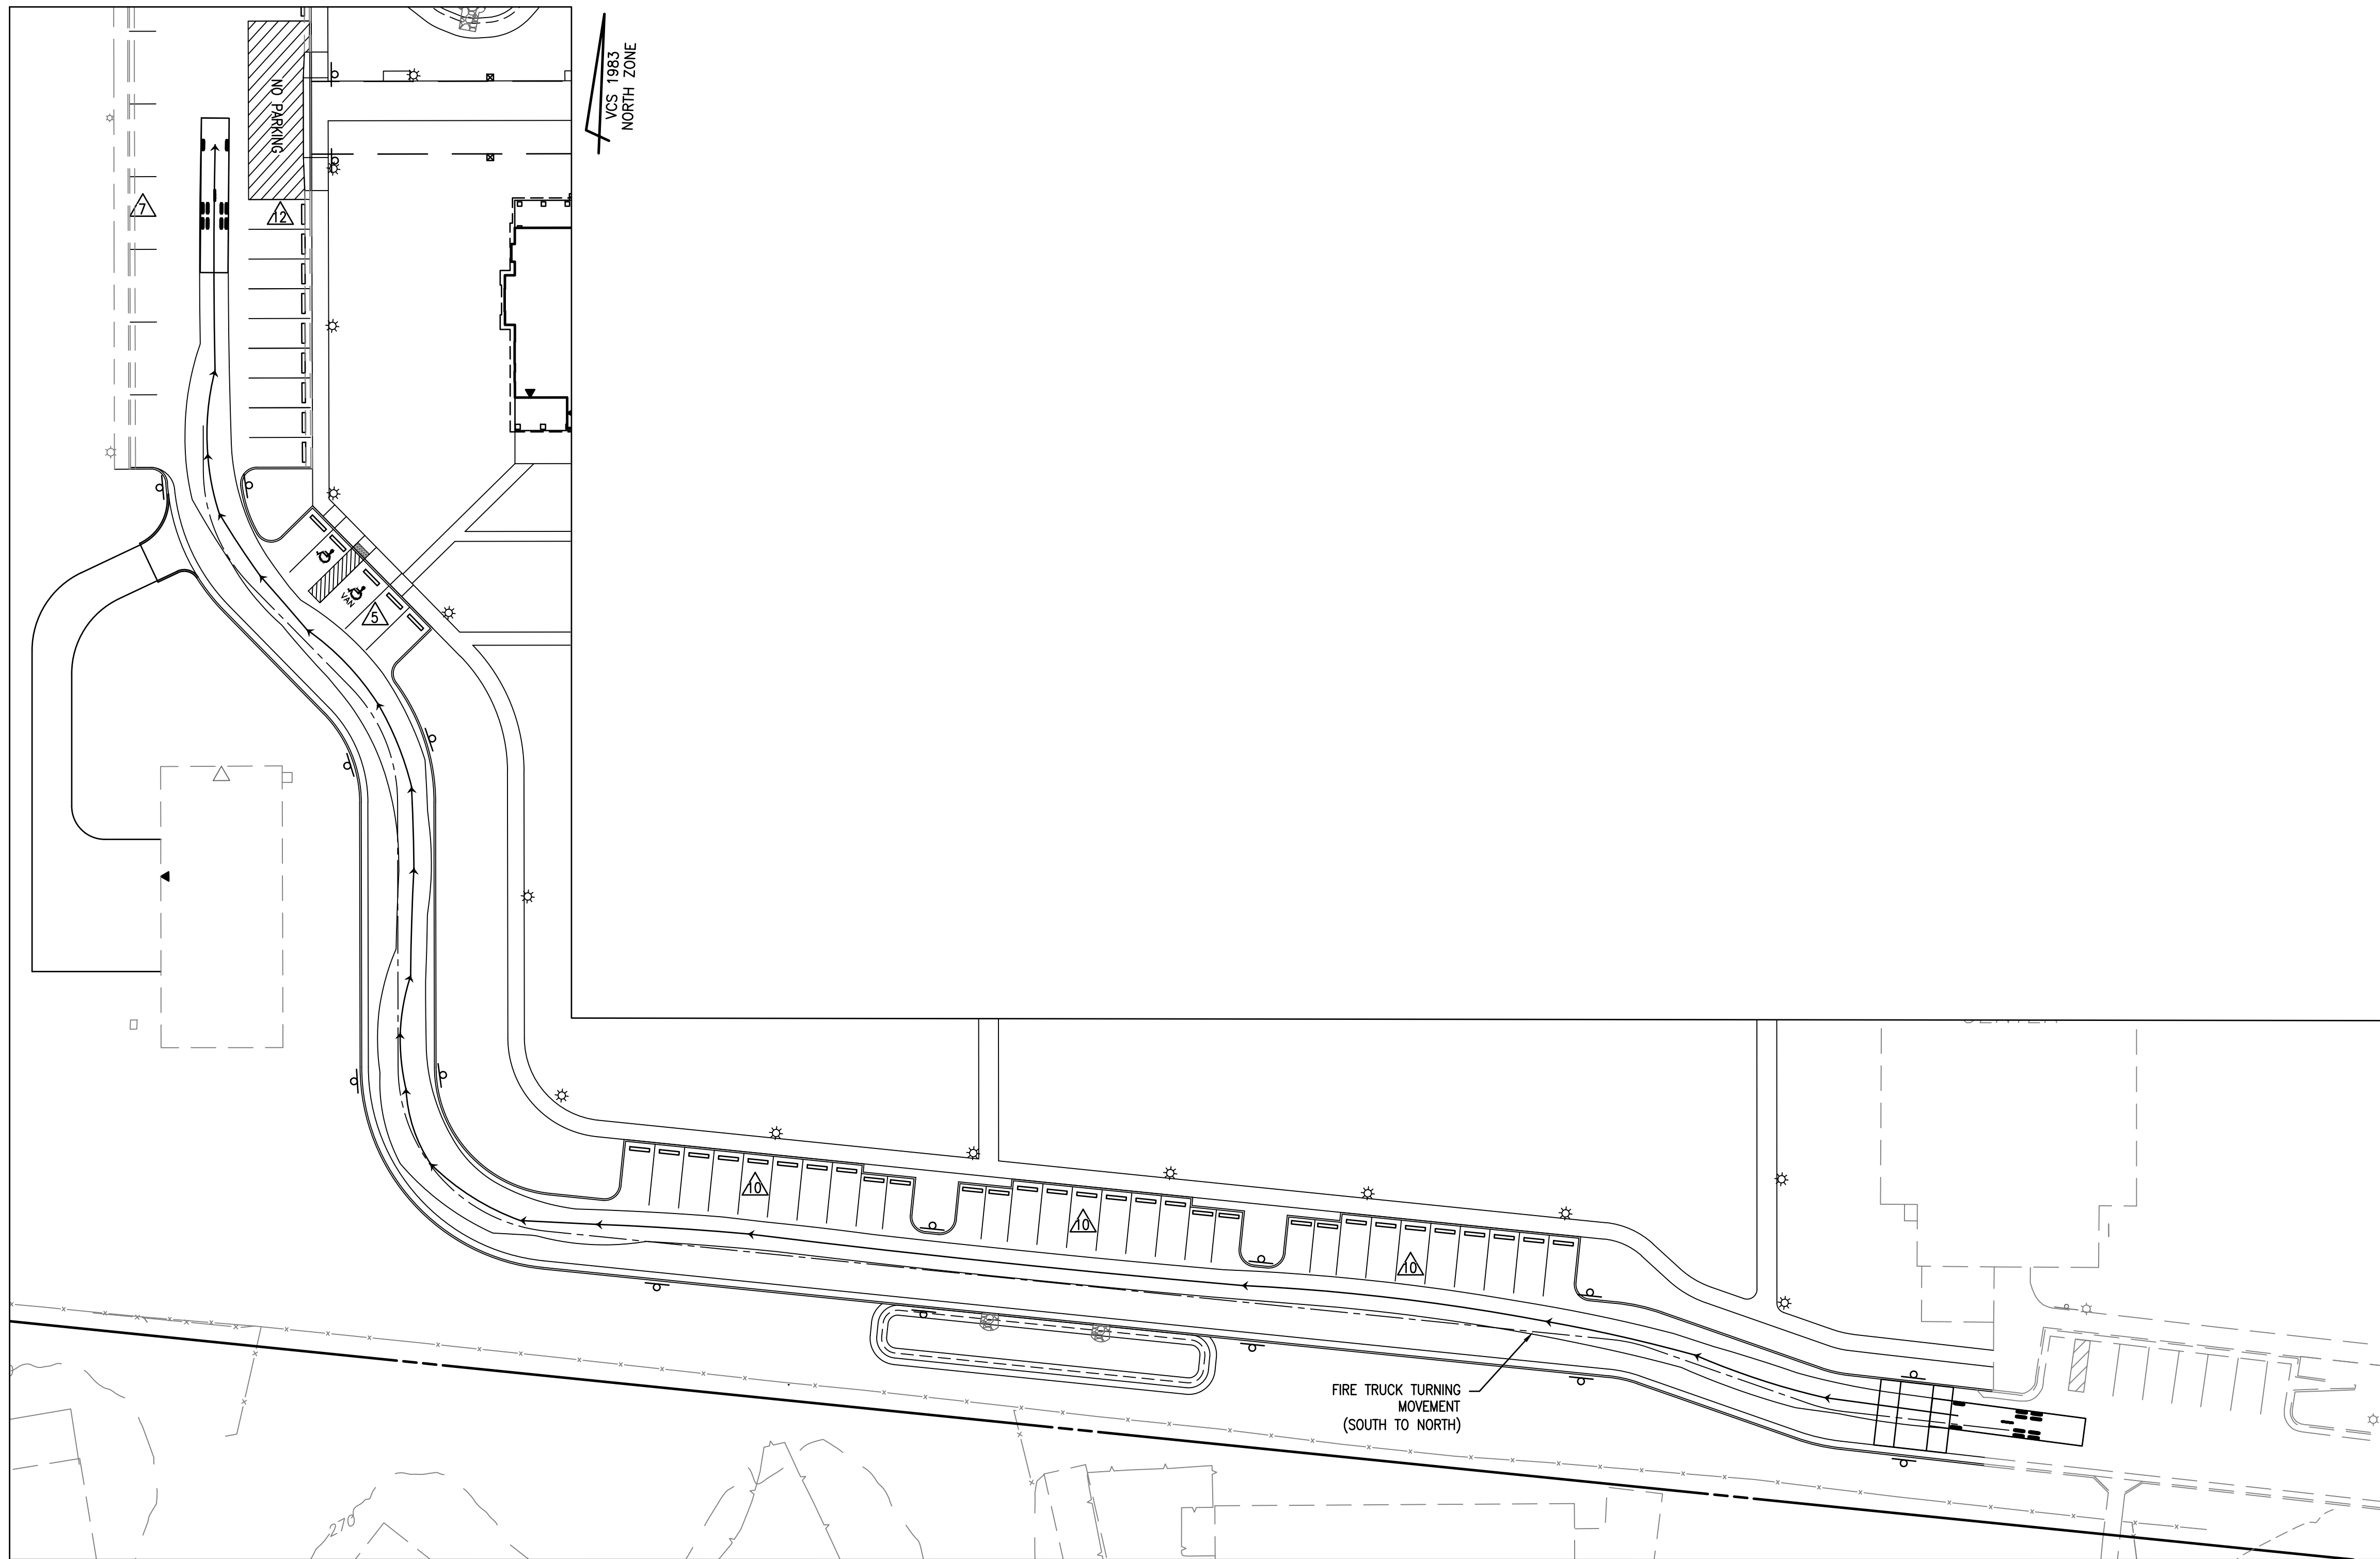 VCS 1983
NORTH ZONE
NO PARKING
7
12
VAN
5
10
10
10
FIRE TRUCK TURNING
MOVEMENT
(SOUTH TO NORTH)
270